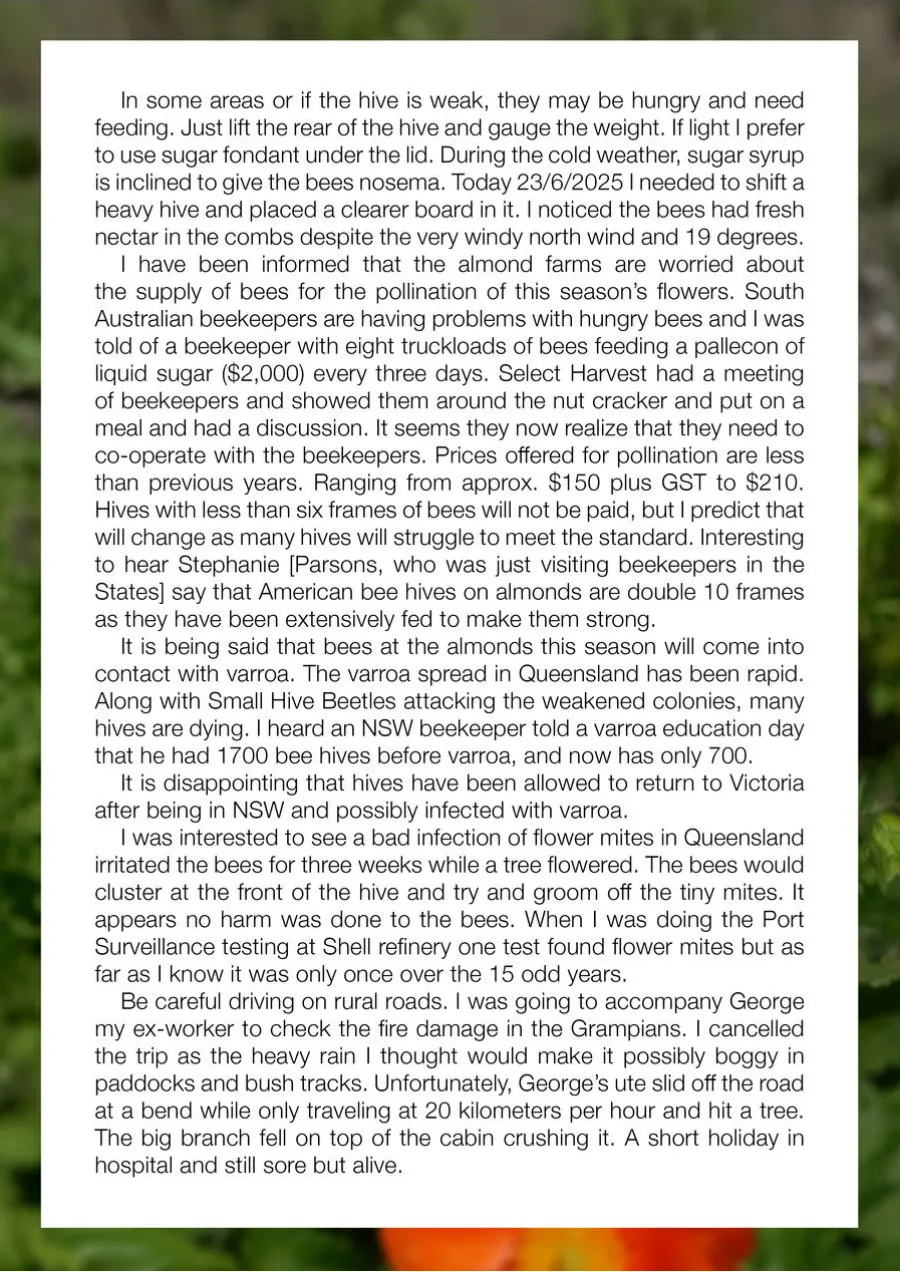 In some areas or if the hive is weak, they may be hungry and need
feeding. Just lift the rear of the hive and gauge the weight. If light I prefer
to use sugar fondant under the lid. During the cold weather, sugar syrup
is inclined to give the bees nosema. Today 23/6/2025 I needed to shift a
heavy hive and placed a clearer board in it. I noticed the bees had fresh
nectar in the combs despite the very windy north wind and 19 degrees.
I have been informed that the almond farms are worried about
the supply of bees for the pollination of this season’s flowers. South
Australian beekeepers are having problems with hungry bees and I was
told of a beekeeper with eight truckloads of bees feeding a pallecon of
liquid sugar ($2,000) every three days. Select Harvest had a meeting
of beekeepers and showed them around the nut cracker and put on a
meal and had a discussion. It seems they now realize that they need to
co-operate with the beekeepers. Prices offered for pollination are less
than previous years. Ranging from approx. $150 plus GST to $210.
Hives with less than six frames of bees will not be paid, but I predict that
will change as many hives will struggle to meet the standard. Interesting
to hear Stephanie [Parsons, who was just visiting beekeepers in the
States] say that American bee hives on almonds are double 10 frames
as they have been extensively fed to make them strong.
It is being said that bees at the almonds this season will come into
contact with varroa. The varroa spread in Queensland has been rapid.
Along with Small Hive Beetles attacking the weakened colonies, many
hives are dying. I heard an NSW beekeeper told a varroa education day
that he had 1700 bee hives before varroa, and now has only 700.
It is disappointing that hives have been allowed to return to Victoria
after being in NSW and possibly infected with varroa.
I was interested to see a bad infection of flower mites in Queensland
irritated the bees for three weeks while a tree flowered. The bees would
cluster at the front of the hive and try and groom off the tiny mites. It
appears no harm was done to the bees. When I was doing the Port
Surveillance testing at Shell refinery one test found flower mites but as
far as I know it was only once over the 15 odd years.
Be careful driving on rural roads. I was going to accompany George
my ex-worker to check the fire damage in the Grampians. I cancelled
the trip as the heavy rain I thought would make it possibly boggy in
paddocks and bush tracks. Unfortunately, George’s ute slid off the road
at a bend while only traveling at 20 kilometers per hour and hit a tree.
The big branch fell on top of the cabin crushing it. A short holiday in
hospital and still sore but alive.